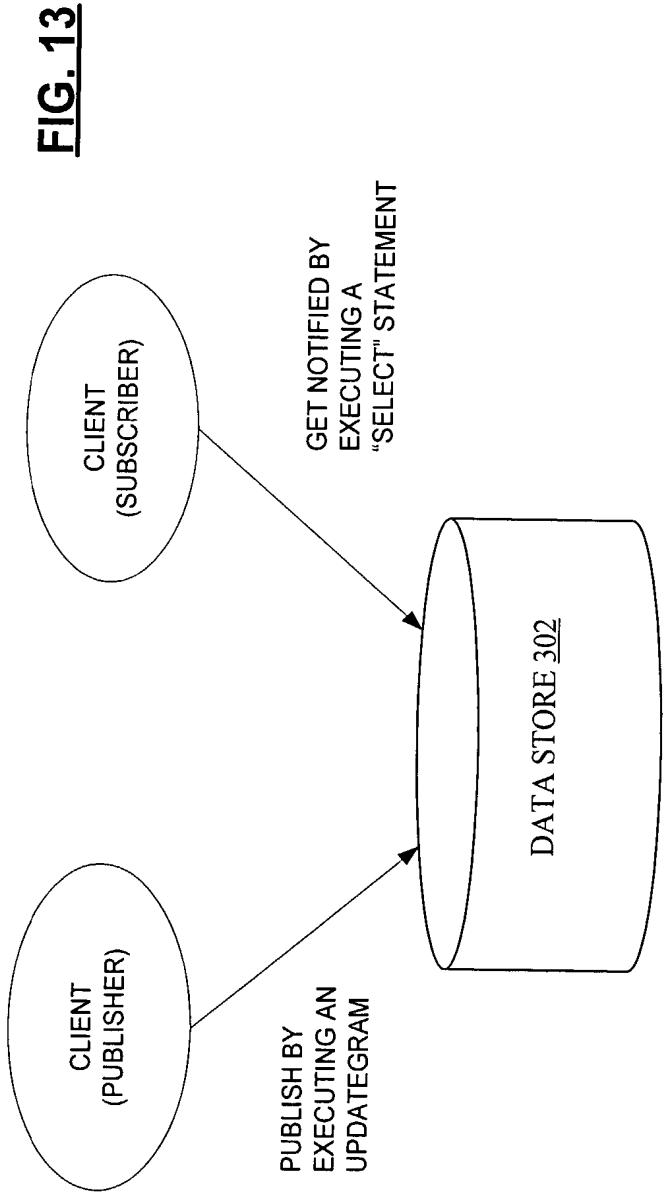 FIG. 13
CLIENT
(PUBLISHER)
CLIENT
(SUBSCRIBER)
PUBLISH BY
EXECUTING AN
UPDATEGRAM
GET NOTIFIED BY
EXECUTING A
“SELECT” STATEMENT
DATA STORE 302